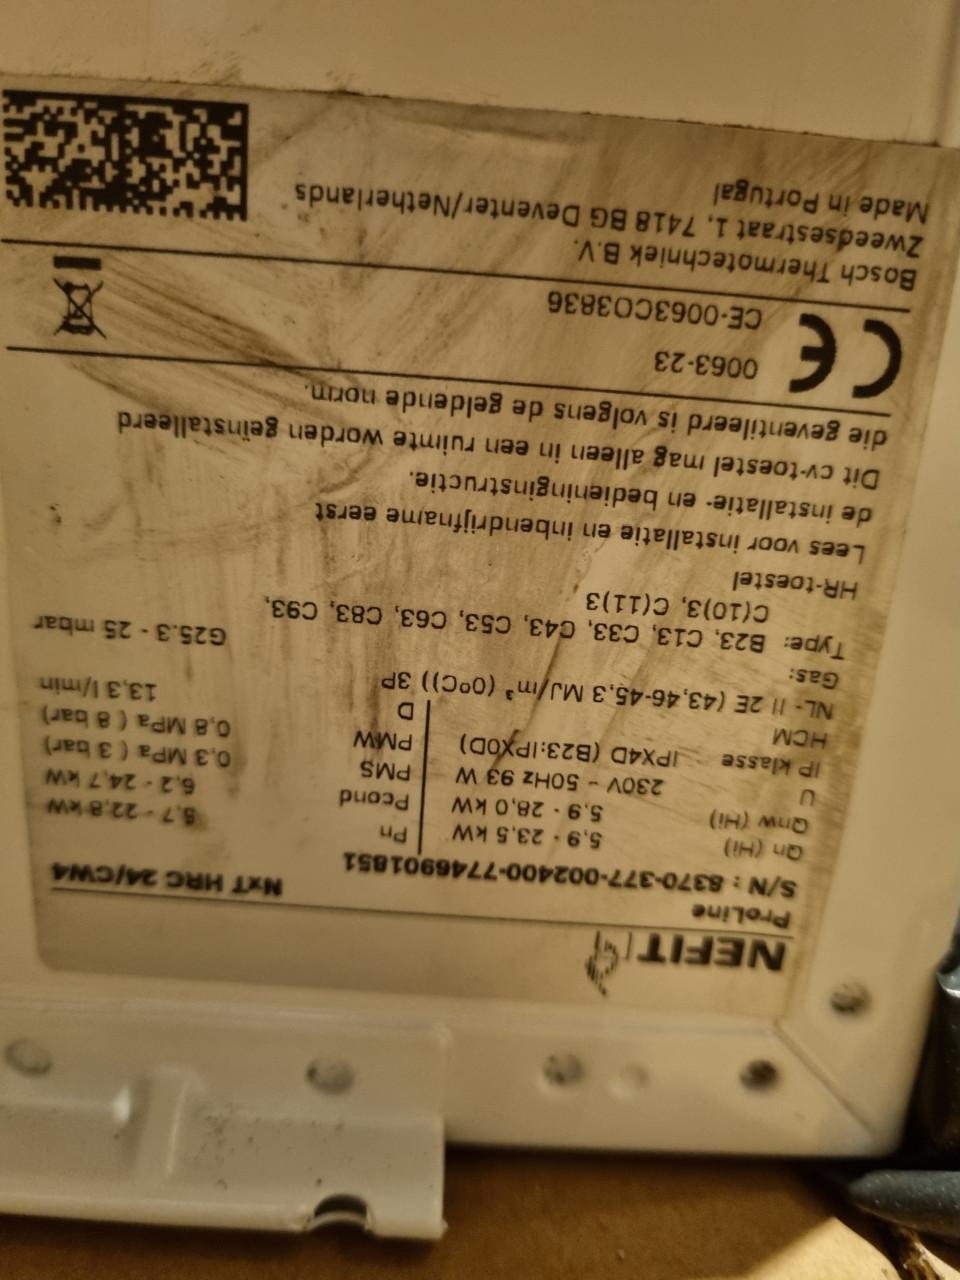 NEFIT
ProLine NxT HRC 24/CW4
S/N : 8370-377-002400-7746901851
Qn (Hi) 5,9 - 23,5 kW Pn 5,7 - 22,8 kW
Qnw (Hi) 5,9 - 28,0 kW Pcond 6,2 - 24,7 kW
U 230V ~ 50Hz 93 W PMS 0,3 MPa ( 3 bar)
IP klasse IPX4D (B23:IPX0D) PMW 0,8 MPa ( 8 bar)
HCM D 13,3 l/min
NL- II 2E (43,46-45,3 MJ/m³ (0ºC)) 3P
Gas: G25.3 - 25 mbar
Type: B23, C13, C33, C43, C53, C63, C83, C93,
C(10)3, C(11)3
HR-toestel
Lees voor installatie en inbendrijfname eerst
de installatie- en bedieninginstructie.
Dit cv-toestel mag alleen in een ruimte worden geïnstalleerd
die geventileerd is volgens de geldende norm.
CE 0063-23
CE-0063CO3836
Bosch Thermotechniek B.V.
Zweedsestraat 1, 7418 BG Deventer/Netherlands
Made in Portugal